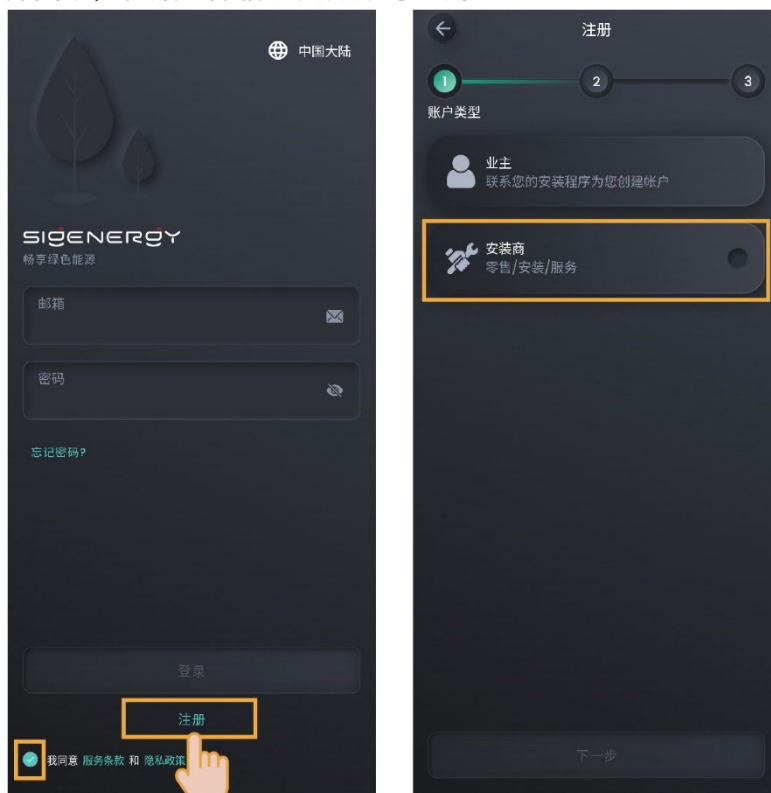 中国大陆
SIGENERGY
畅享绿色能源
邮箱
密码
忘记密码?
登录
注册
我同意 服务条款 和 隐私政策
注册
1
2
3
账户类型
业主
联系您的安装程序为您创建帐户
安装商
零售/安装/服务
下一步